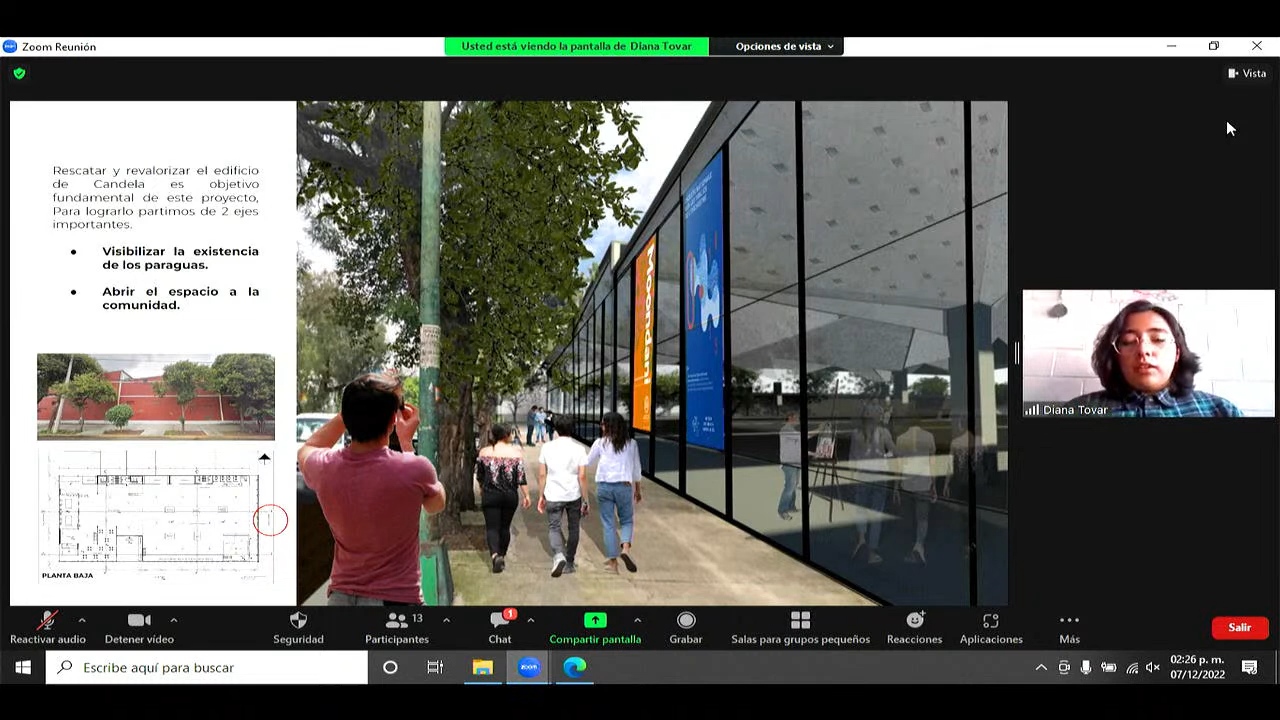 Zoom Reunión
Usted está viendo la pantalla de Diana Tovar
Opciones de vista
Vista
Rescatar y revalorizar el edificio
de Candela es objetivo
fundamental de este proyecto,
Para lograrlo partimos de 2 ejes
importantes.
Visibilizar la existencia
de los paraguas.
Abrir el espacio a la
comunidad.
PLANTA BAJA
Moondani
Diana Tovar
Reactivar audio
Detener vídeo
Seguridad
13
Participantes
1
Chat
Compartir pantalla
Grabar
Salas para grupos pequeños
Reacciones
Aplicaciones
Más
Salir
Escribe aquí para buscar
zoom
02:26 p. m.
07/12/2022